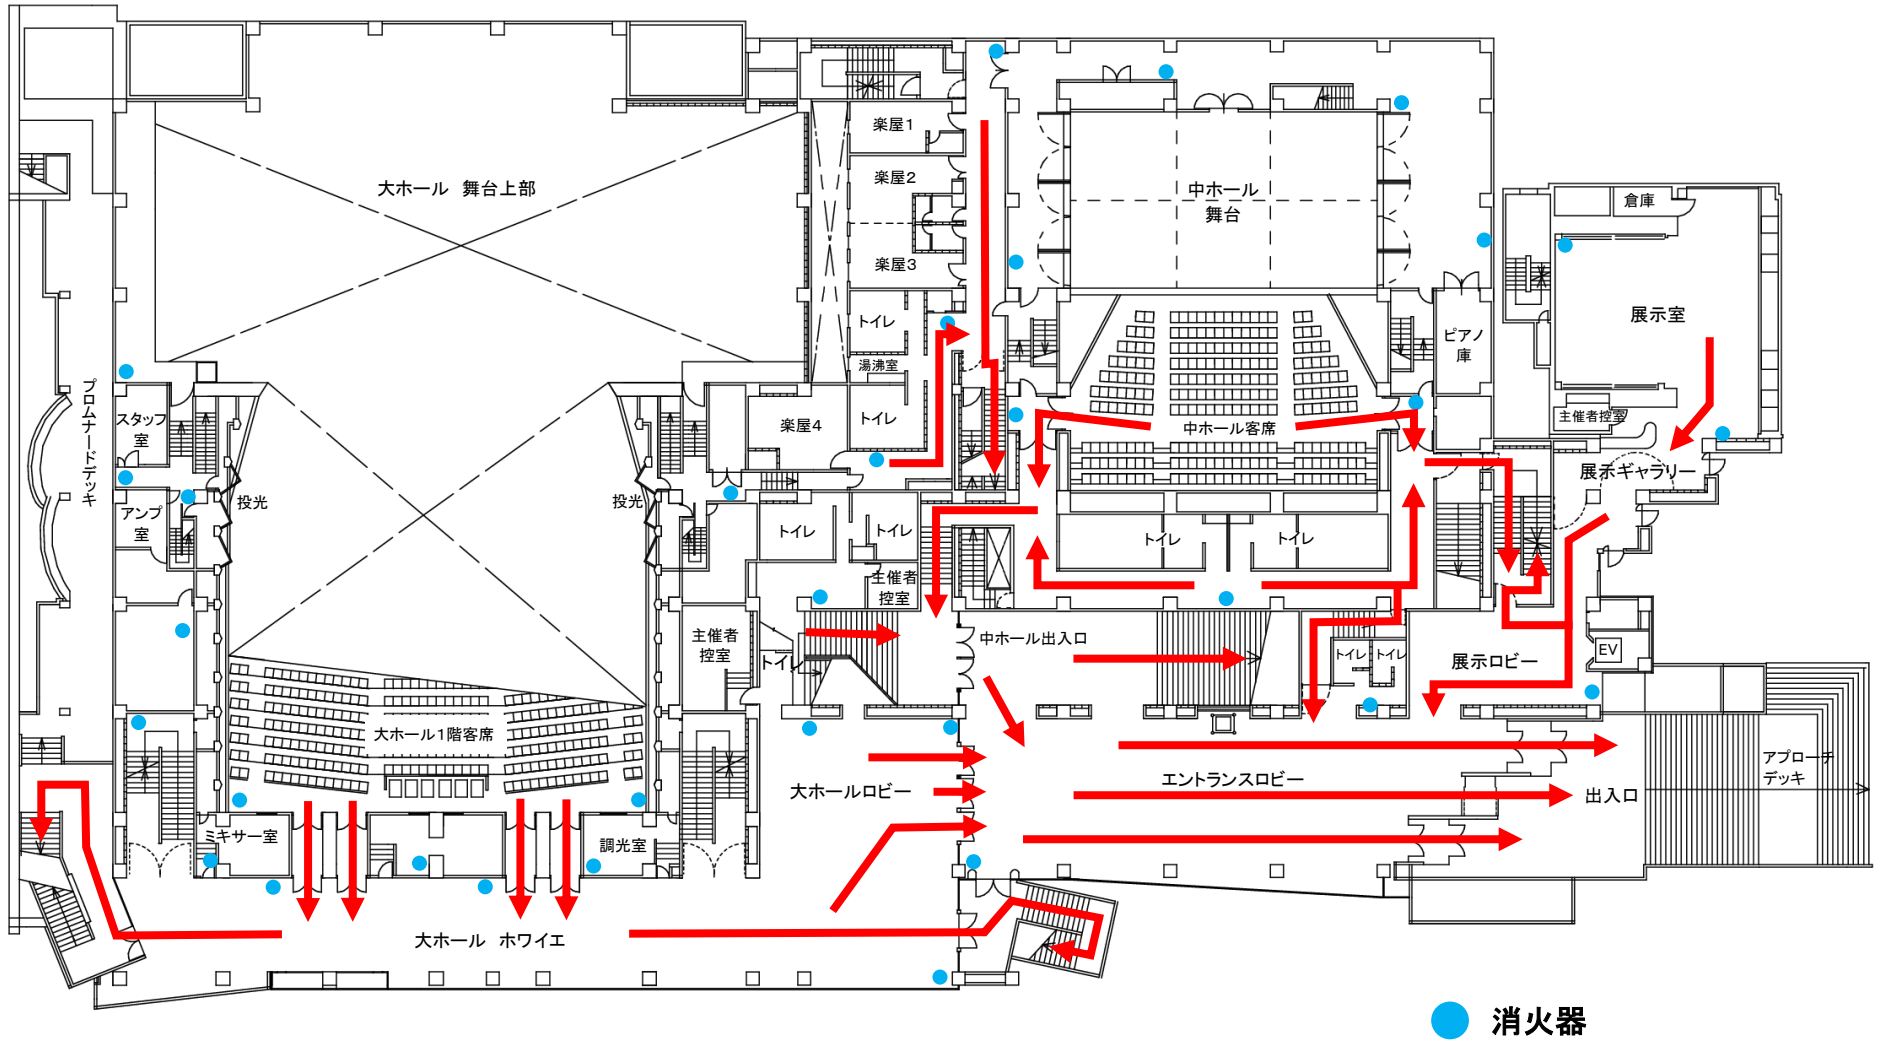 楽屋1
楽屋2
楽屋3
大ホール 舞台上部
中ホール
舞台
倉庫
展示室
トイレ
湯沸室
トイレ
楽屋4
ピアノ
庫
主催者控室
中ホール客席
展示ギャラリー
プロムナードデッキ
スタッフ
室
アンプ
室
投光
投光
トイレ
トイレ
トイレ
トイレ
主催者
控室
主催者
控室
トイレ
中ホール出入口
トイレ
トイレ
展示ロビー
EV
大ホール1階客席
大ホールロビー
エントランスロビー
出入口
アプローチ
デッキ
ミキサー室
調光室
大ホール ホワイエ
消火器